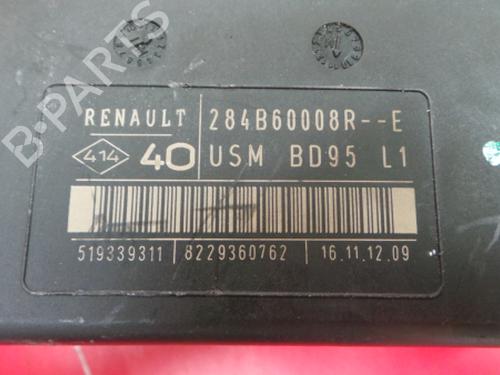 B-PARTS
RENAULT 284B60008R--E
414 40 USM BD95 L1
519339311 8229360762 16.11.12.09